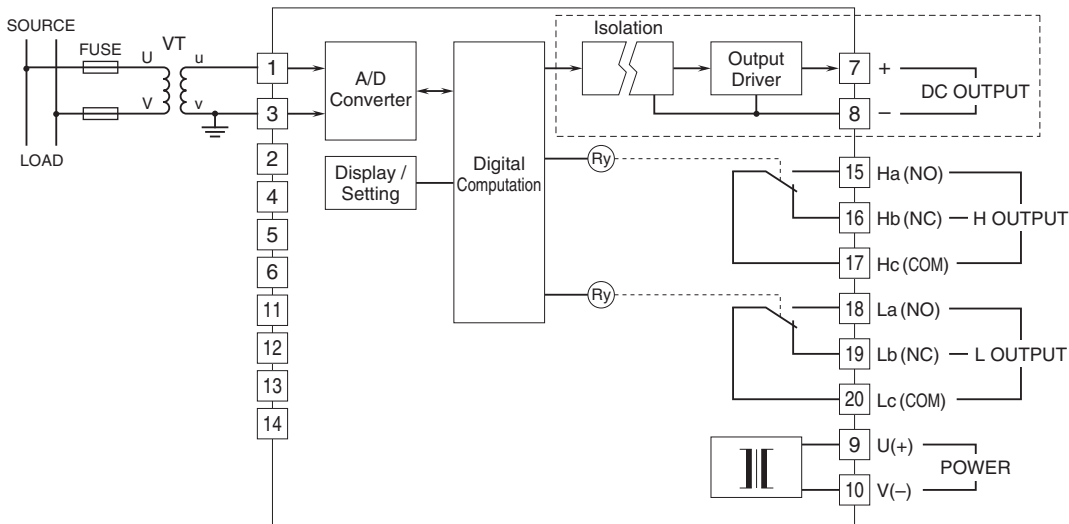 SOURCE
FUSE
VT
U
u
V
v
LOAD
1
3
2
4
5
6
11
12
13
14
A/D
Converter
Display /
Setting
Digital
Computation
Isolation
Output
Driver
7
+
8
−
DC OUTPUT
Ry
15
Ha (NO)
16
Hb (NC)
H OUTPUT
17
Hc (COM)
Ry
18
La (NO)
19
Lb (NC)
L OUTPUT
20
Lc (COM)
9
U(+)
10
V(–)
POWER